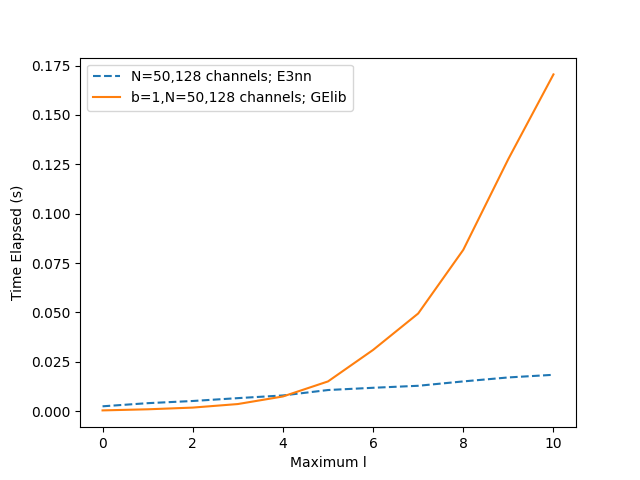 N=50,128 channels; E3nn
b=1,N=50,128 channels; GElib
0.175
0.150
0.125
0.100
0.075
0.050
0.025
0.000
Time Elapsed (s)
0 2 4 6 8 10
Maximum l